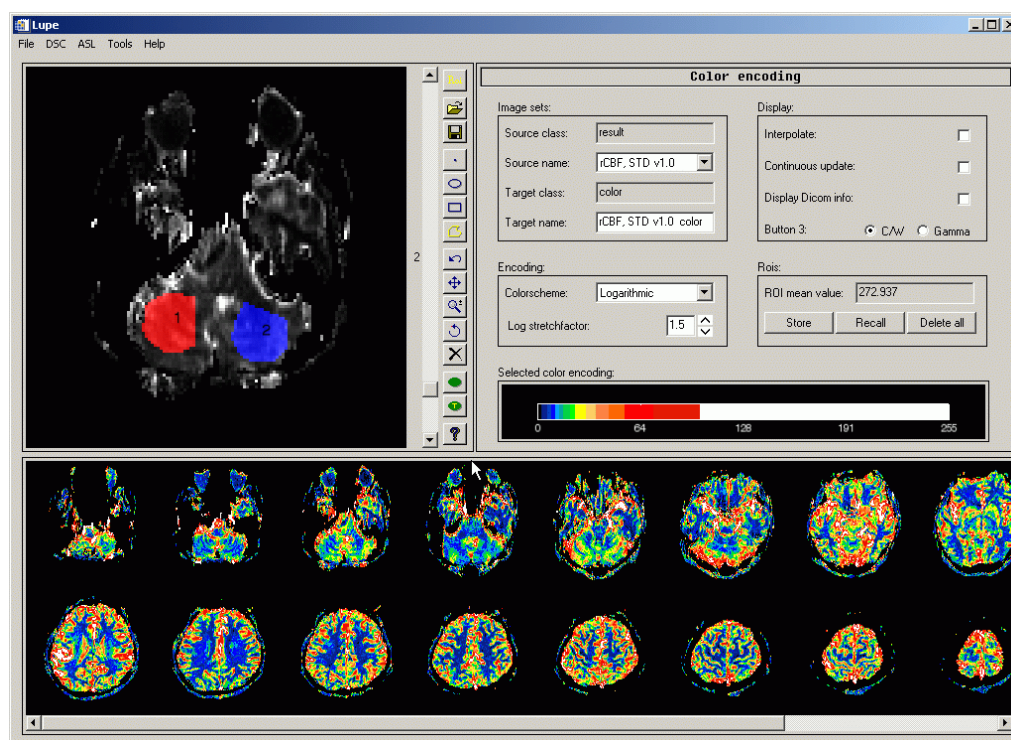 Lupe
File DSC ASL Tools Help
Color encoding
Image sets:
Source class: result
Source name: rCBF, STD v1.0
Target class: color
Target name: rCBF, STD v1.0 color
Display:
Interpolate:
Continuous update:
Display Dicom info:
Button 3: C/W Gamma
Encoding:
Colorscheme: Logarithmic
Log stretchfactor: 1.5
Rois:
ROI mean value: 272.937
Store Recall Delete all
Selected color encoding:
0 64 128 191 255
2
1
2
T
?